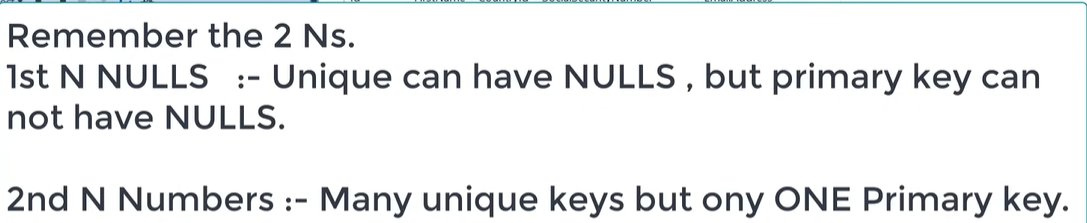 Remember the 2 Ns.
1st N NULLS :- Unique can have NULLS , but primary key can
not have NULLS.
2nd N Numbers :- Many unique keys but ony ONE Primary key.